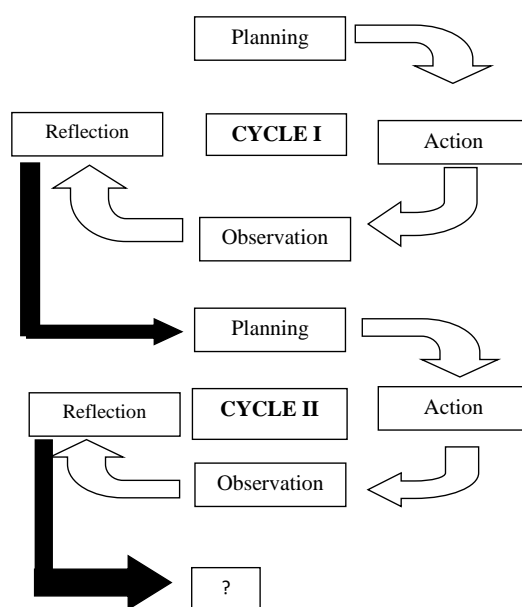 Planning
Reflection
CYCLE I
Action
Observation
Planning
Reflection
CYCLE II
Action
Observation
?